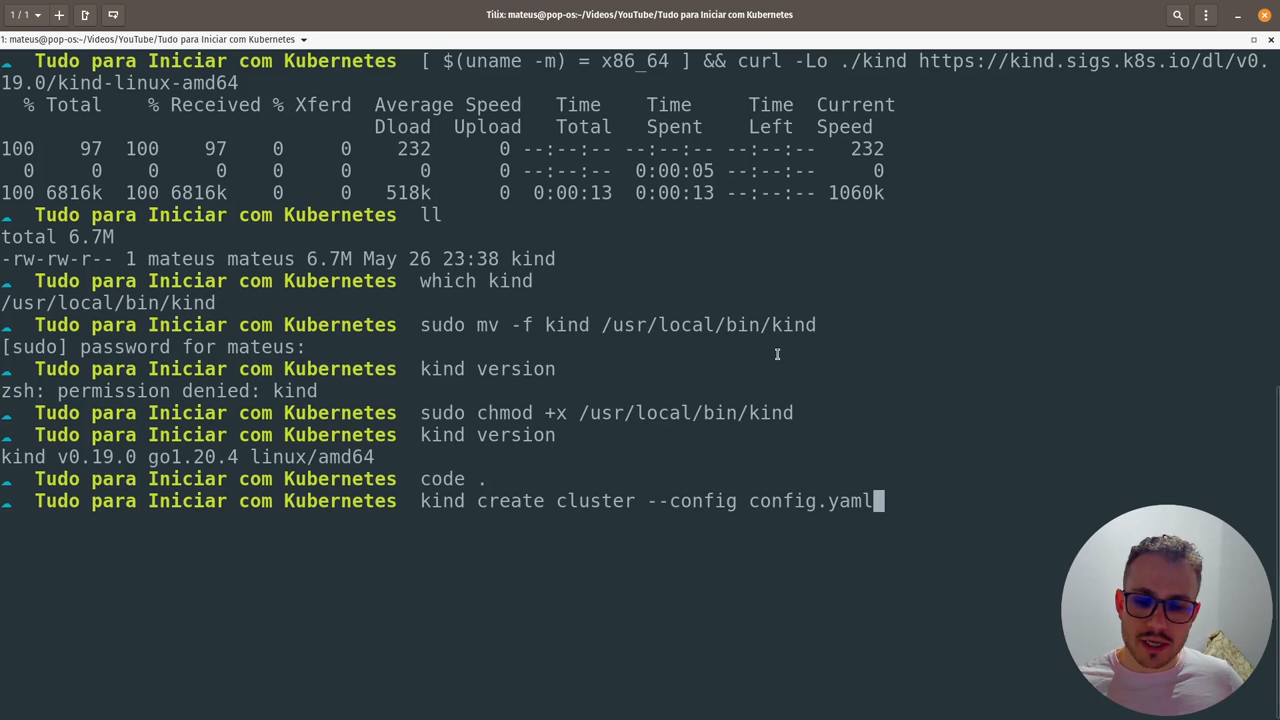 1 / 1
Tilix: mateus@pop-os:~/Videos/YouTube/Tudo para Iniciar com Kubernetes
1: mateus@pop-os:~/Videos/YouTube/Tudo para Iniciar com Kubernetes
Tudo para Iniciar com Kubernetes [ $(uname -m) = x86_64 ] && curl -Lo ./kind https://kind.sigs.k8s.io/dl/v0.
19.0/kind-linux-amd64
% Total % Received % Xferd Average Speed Time Time Time Current
Dload Upload Total Spent Left Speed
100 97 100 97 0 0 232 0 --:--:-- --:--:-- --:--:-- 232
0 0 0 0 0 0 0 0 --:--:-- 0:00:05 --:--:-- 0
100 6816k 100 6816k 0 0 518k 0 0:00:13 0:00:13 --:--:-- 1060k
Tudo para Iniciar com Kubernetes ll
total 6.7M
-rw-rw-r-- 1 mateus mateus 6.7M May 26 23:38 kind
Tudo para Iniciar com Kubernetes which kind
/usr/local/bin/kind
Tudo para Iniciar com Kubernetes sudo mv -f kind /usr/local/bin/kind
[sudo] password for mateus:
Tudo para Iniciar com Kubernetes kind version
zsh: permission denied: kind
Tudo para Iniciar com Kubernetes sudo chmod +x /usr/local/bin/kind
Tudo para Iniciar com Kubernetes kind version
kind v0.19.0 go1.20.4 linux/amd64
Tudo para Iniciar com Kubernetes code .
Tudo para Iniciar com Kubernetes kind create cluster --config config.yaml